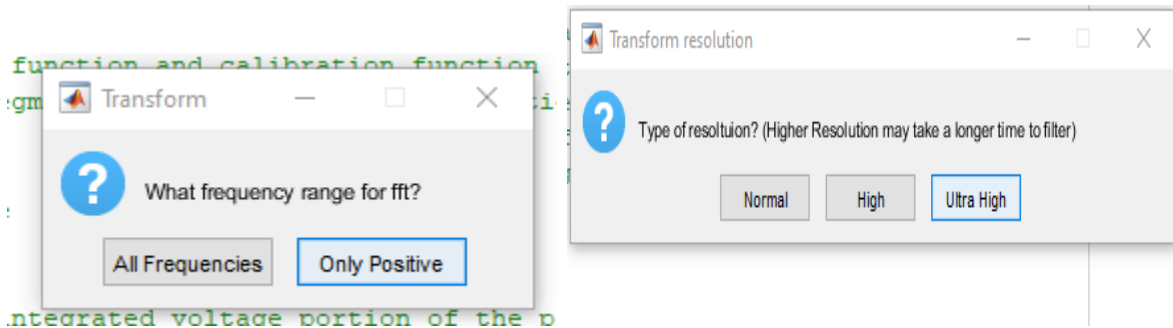 function and calibration function
Transform
What frequency range for fft?
All Frequencies
Only Positive
integrated voltage portion of the p
Transform resolution
Type of resoltuion? (Higher Resolution may take a longer time to filter)
Normal
High
Ultra High